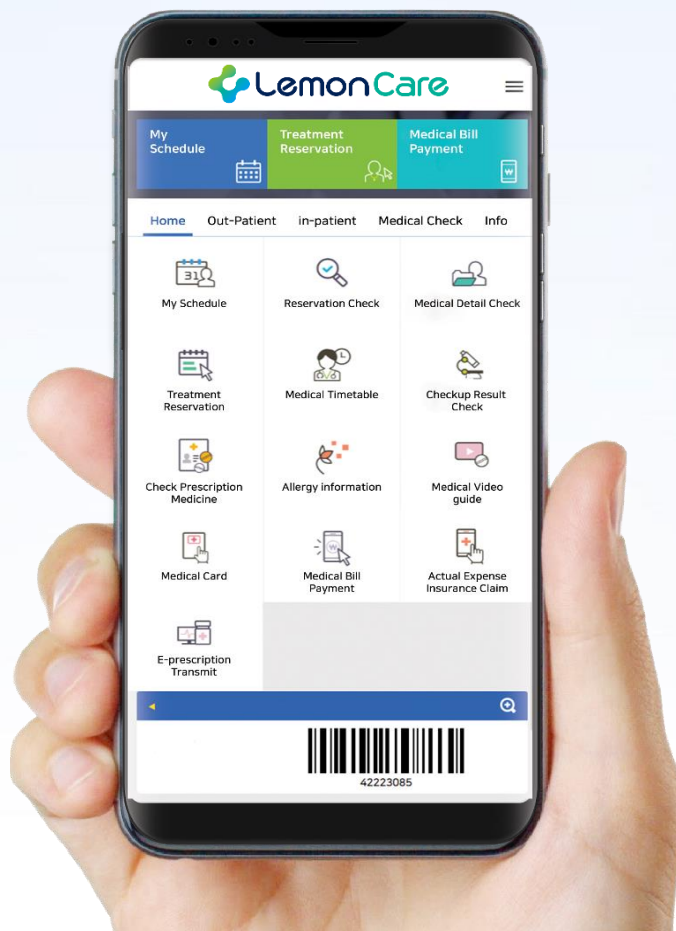 LemonCare
My
Schedule
Treatment
Reservation
Medical Bill
Payment
Home Out-Patient in-patient Medical Check Info
My Schedule
Reservation Check
Medical Detail Check
Treatment
Reservation
Medical Timetable
Checkup Result
Check
Check Prescription
Medicine
Allergy information
Medical Video
guide
Medical Card
Medical Bill
Payment
Actual Expense
Insurance Claim
E-prescription
Transmit
42223085